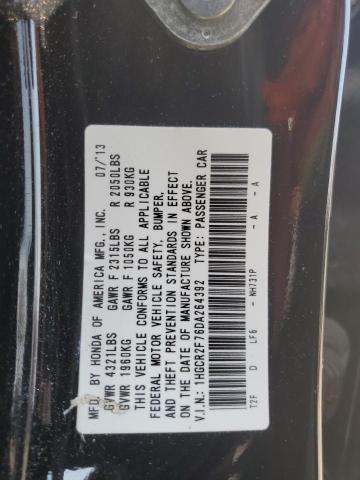 MFD. BY HONDA OF AMERICA MFG., INC. 07/13
GVWR 4321LBS GAWR F 2315LBS R 2050LBS
GVWR 1960KG GAWR F 1050KG R 930KG
THIS VEHICLE CONFORMS TO ALL APPLICABLE
FEDERAL MOTOR VEHICLE SAFETY, BUMPER,
AND THEFT PREVENTION STANDARDS IN EFFECT
ON THE DATE OF MANUFACTURE SHOWN ABOVE.
V.I.N.: 1HGCR2F76DA264392 TYPE: PASSENGER CAR
T2F D LF6 - NH731P - A - A